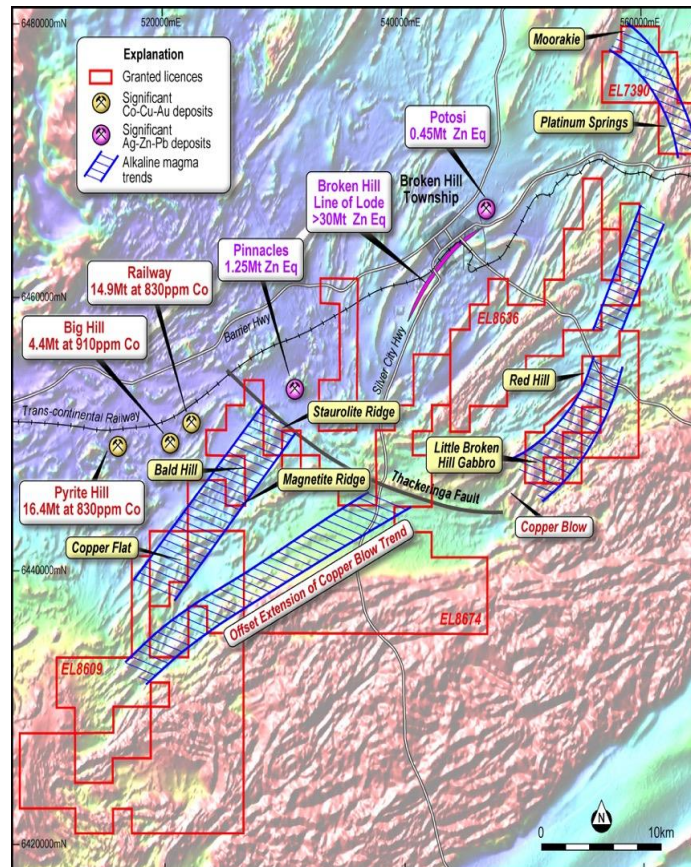 6480000mN
520000mE
540000mE
560000mE
Explanation
Granted licences
Significant
Co-Cu-Au deposits
Significant
Ag-Zn-Pb deposits
Alkaline magma
trends
Moorakie
EL7390
Platinum Springs
Potosi
0.45Mt Zn Eq
Broken Hill
Township
Broken Hill
Line of Lode
>30Mt Zn Eq
Pinnacles
1.25Mt Zn Eq
Railway
14.9Mt at 830ppm Co
6460000mN
Big Hill
4.4Mt at 910ppm Co
Barrier Hwy
Silver City Hwy
EL8636
Trans-continental Railway
Red Hill
Staurolite Ridge
Little Broken
Hill Gabbro
Bald Hill
Magnetite Ridge
Thackeringa Fault
Pyrite Hill
16.4Mt at 830ppm Co
Copper Blow
Copper Flat
6440000mN
Offset Extension of Copper Blow Trend
EL8674
EL8609
6420000mN
0
10km